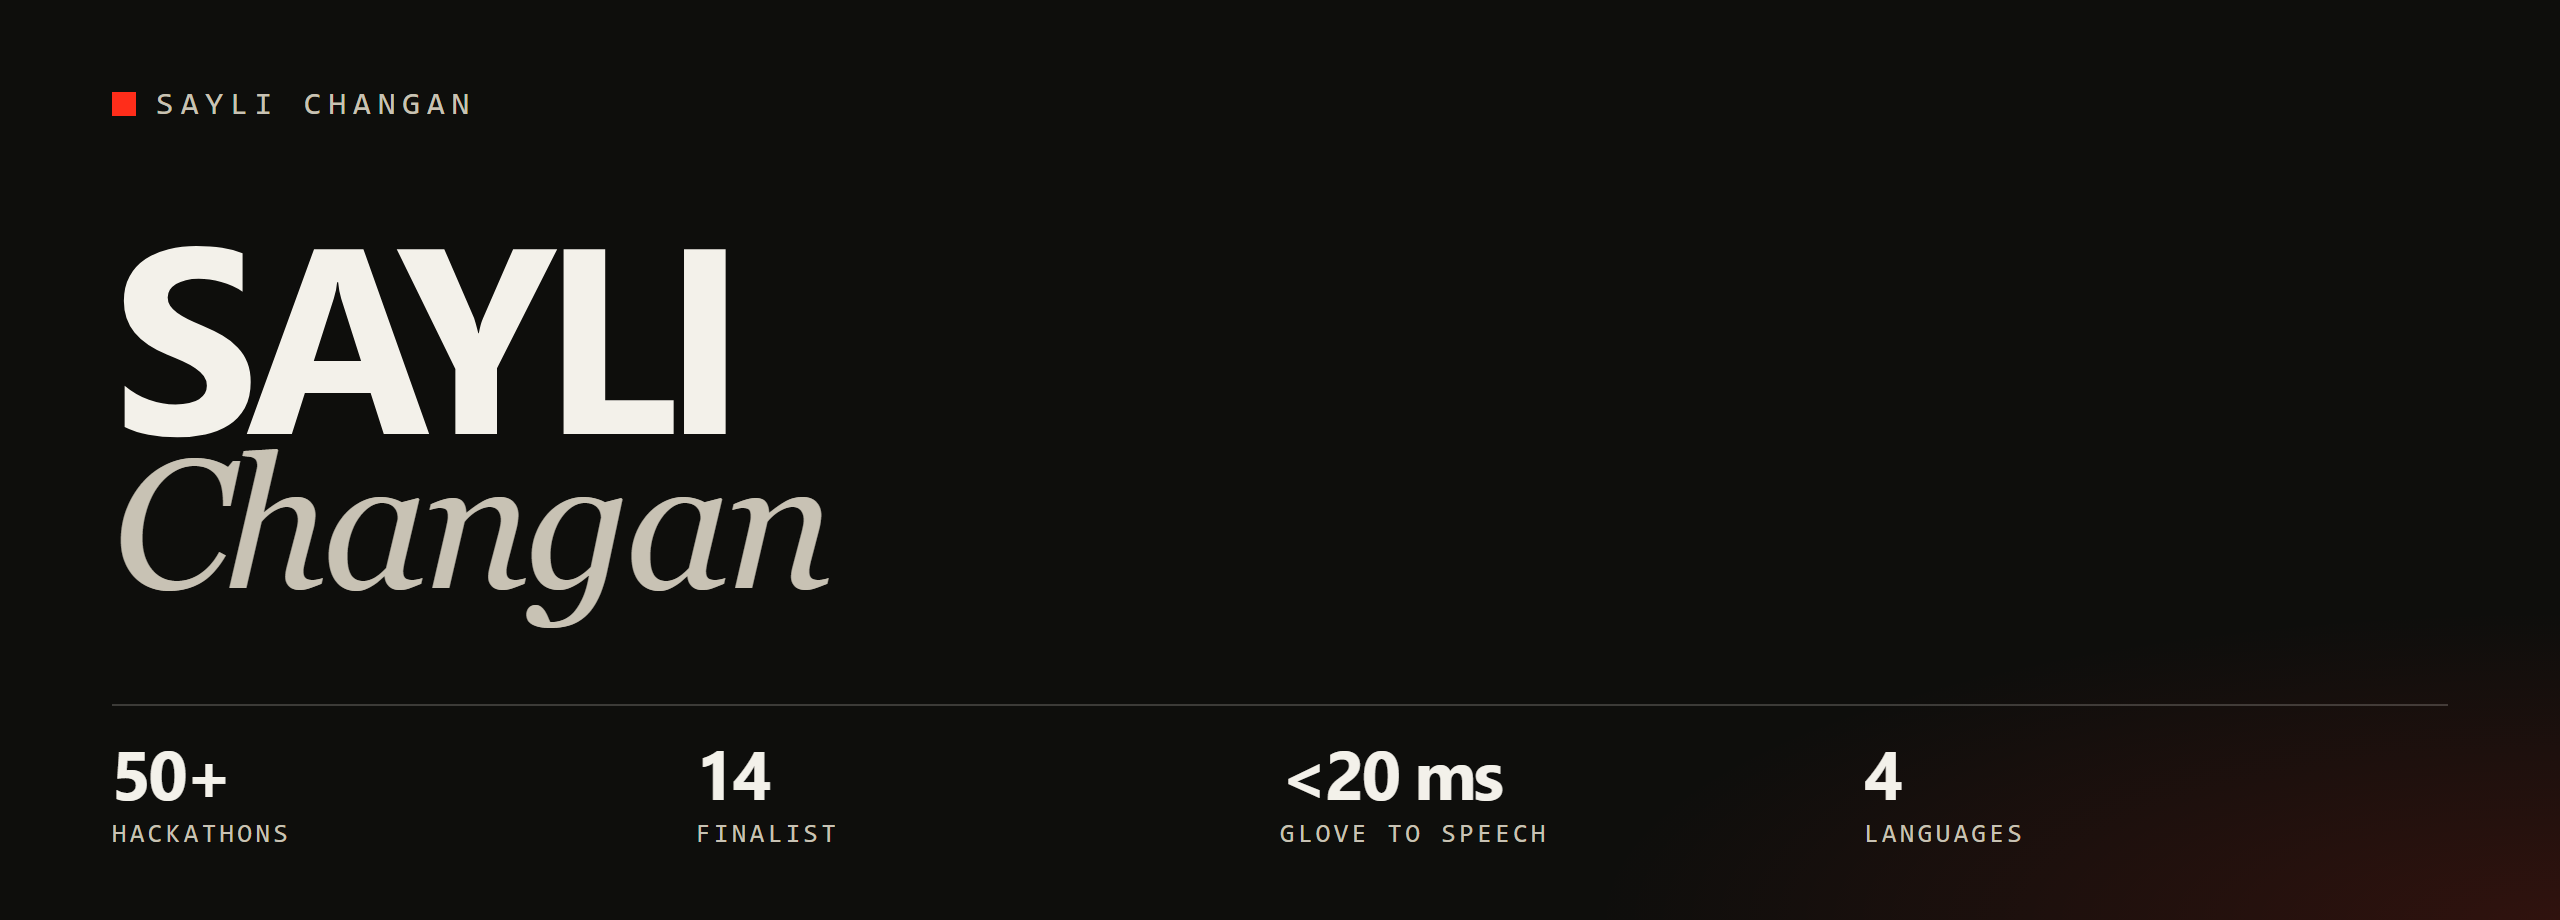 SAYLI CHANGAN
SAYLI
Changan
50+
HACKATHONS
14
FINALIST
<20 ms
GLOVE TO SPEECH
4
LANGUAGES